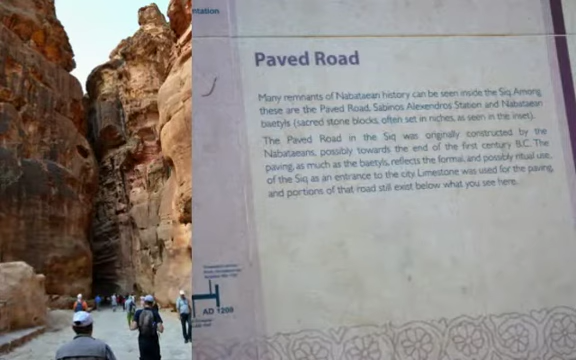 ntation
Paved Road
Many remnants of Nabataean history can be seen inside the Siq. Among
these are the Paved Road, Sabinos Alexendros Station and Nabataean
baetyls (sacred stone blocks, often set in niches, as seen in the inset).
The Paved Road in the Siq was originally constructed by the
Nabataeans, possibly towards the end of the first century B.C. The
paving, as much as the baetyls, reflects the formal, and possibly ritual use,
of the Siq as an entrance to the city. Limestone was used for the paving,
and portions of that road still exist below what you see here.
AD 1200